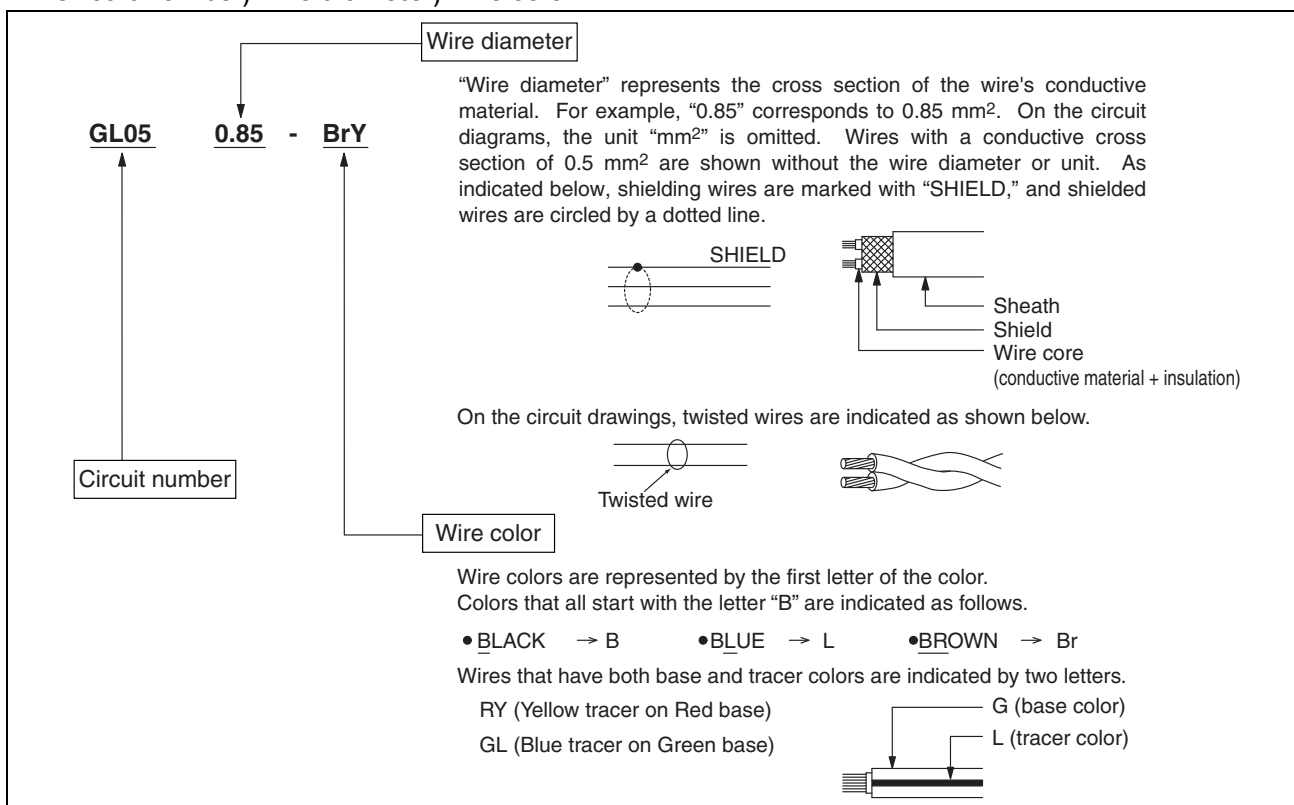 Wire diameter
"Wire diameter" represents the cross section of the wire's conductive
material. For example, "0.85" corresponds to 0.85 mm2. On the circuit
diagrams, the unit "mm2" is omitted. Wires with a conductive cross
section of 0.5 mm2 are shown without the wire diameter or unit. As
indicated below, shielding wires are marked with "SHIELD," and shielded
wires are circled by a dotted line.
GL05 0.85 - BrY
SHIELD
Sheath
Shield
Wire core
(conductive material + insulation)
On the circuit drawings, twisted wires are indicated as shown below.
Twisted wire
Circuit number
Wire color
Wire colors are represented by the first letter of the color.
Colors that all start with the letter "B" are indicated as follows.
●BLACK → B ●BLUE → L ●BROWN → Br
Wires that have both base and tracer colors are indicated by two letters.
RY (Yellow tracer on Red base)
GL (Blue tracer on Green base)
G (base color)
L (tracer color)